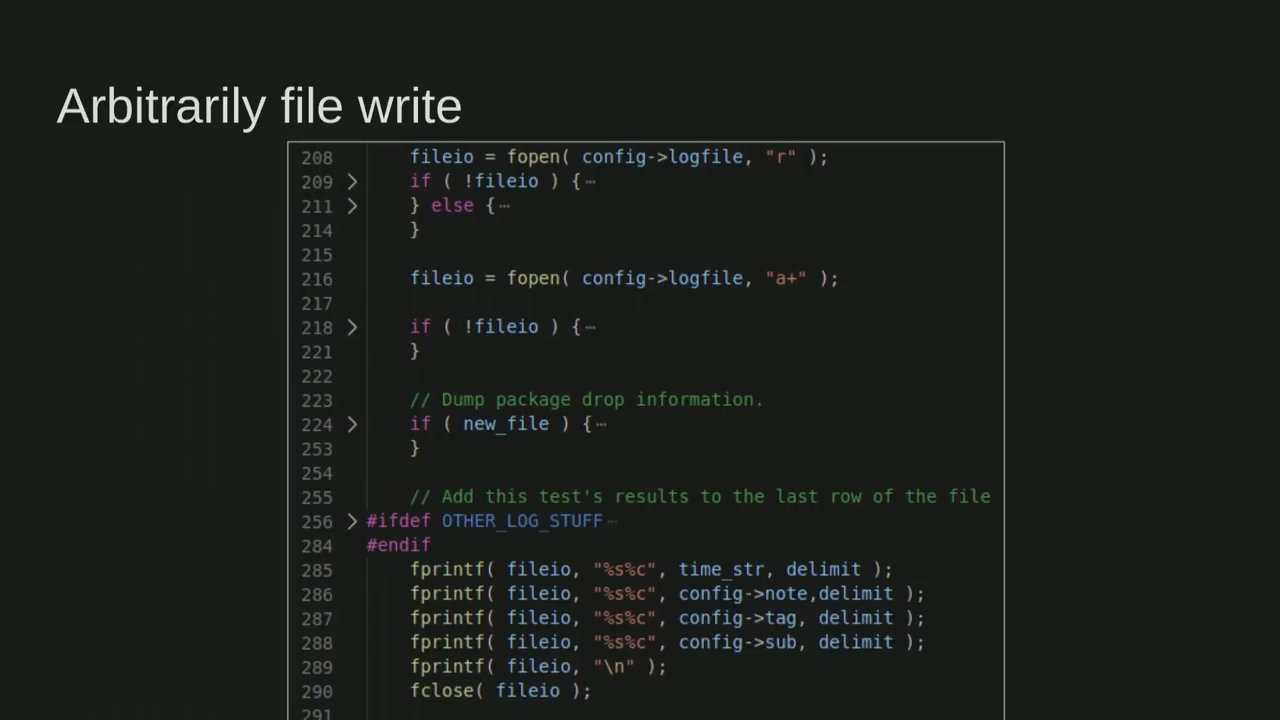 Arbitrarily file write
208 fileio = fopen( config->logfile, "r" );
209 if ( !fileio ) {⋯
211 } else {⋯
214 }
215
216 fileio = fopen( config->logfile, "a+" );
217
218 if ( !fileio ) {⋯
221 }
222
223 // Dump package drop information.
224 if ( new_file ) {⋯
253 }
254
255 // Add this test's results to the last row of the file
256 #ifdef OTHER_LOG_STUFF⋯
284 #endif
285 fprintf( fileio, "%s%c", time_str, delimit );
286 fprintf( fileio, "%s%c", config->note,delimit );
287 fprintf( fileio, "%s%c", config->tag, delimit );
288 fprintf( fileio, "%s%c", config->sub, delimit );
289 fprintf( fileio, "\n" );
290 fclose( fileio );
291